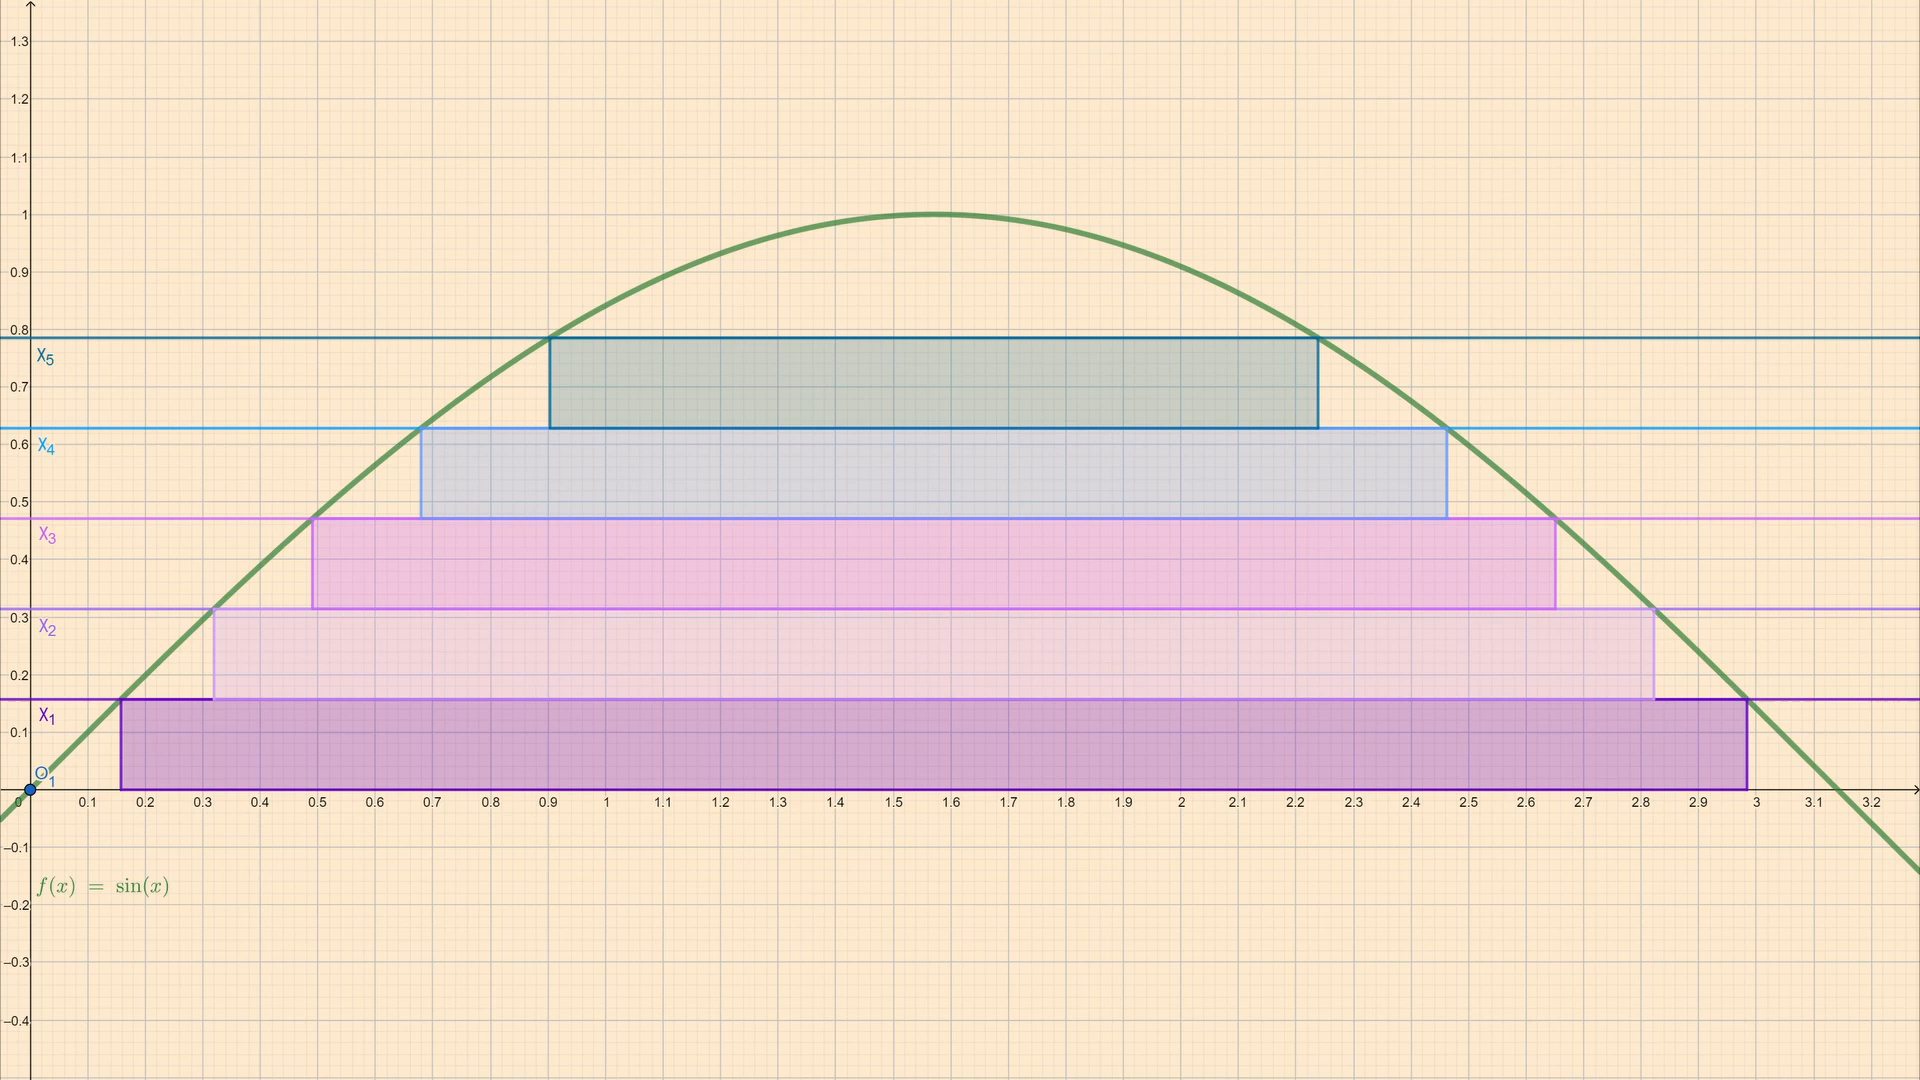 1.3
1.2
1.1
1
0.9
0.8
X₅
0.7
0.6
X₄
0.5
X₃
0.4
0.3
X₂
0.2
X₁
0.1
O₁
0 0.1 0.2 0.3 0.4 0.5 0.6 0.7 0.8 0.9 1 1.1 1.2 1.3 1.4 1.5 1.6 1.7 1.8 1.9 2 2.1 2.2 2.3 2.4 2.5 2.6 2.7 2.8 2.9 3 3.1 3.2
–0.1
f(x) = sin(x)
–0.2
–0.3
–0.4